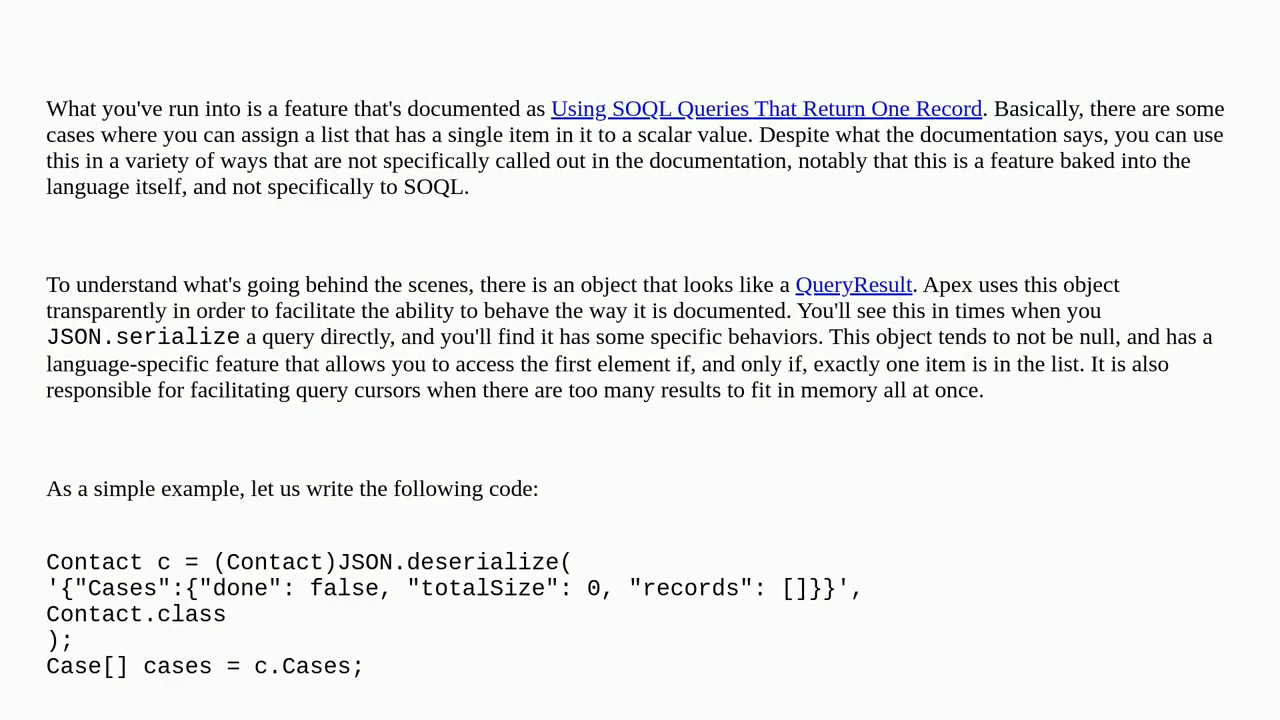 What you've run into is a feature that's documented as Using SOQL Queries That Return One Record. Basically, there are some
cases where you can assign a list that has a single item in it to a scalar value. Despite what the documentation says, you can use
this in a variety of ways that are not specifically called out in the documentation, notably that this is a feature baked into the
language itself, and not specifically to SOQL.
To understand what's going behind the scenes, there is an object that looks like a QueryResult. Apex uses this object
transparently in order to facilitate the ability to behave the way it is documented. You'll see this in times when you
JSON.serialize a query directly, and you'll find it has some specific behaviors. This object tends to not be null, and has a
language-specific feature that allows you to access the first element if, and only if, exactly one item is in the list. It is also
responsible for facilitating query cursors when there are too many results to fit in memory all at once.
As a simple example, let us write the following code:
Contact c = (Contact)JSON.deserialize(
'{"Cases":{"done": false, "totalSize": 0, "records": []}}',
Contact.class
);
Case[] cases = c.Cases;